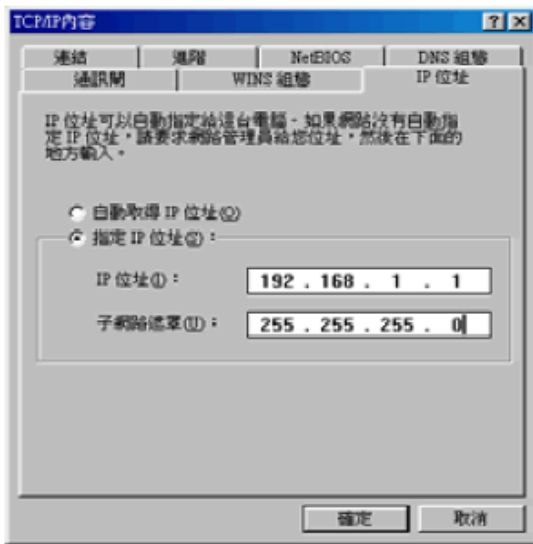 TCP/IP內容
連結 進階 NetBIOS DNS 組態
通訊閘 WINS 組態 IP 位址
IP 位址可以自動指定給這台電腦。如果網路沒有自動指
定 IP 位址，請要求網路管理員給您位址，然後在下面的
地方輸入。
自動取得 IP 位址(O)
指定 IP 位址(S)：
IP 位址(I)： 192 . 168 . 1 . 1
子網路遮罩(U)： 255 . 255 . 255 . 0
確定 取消